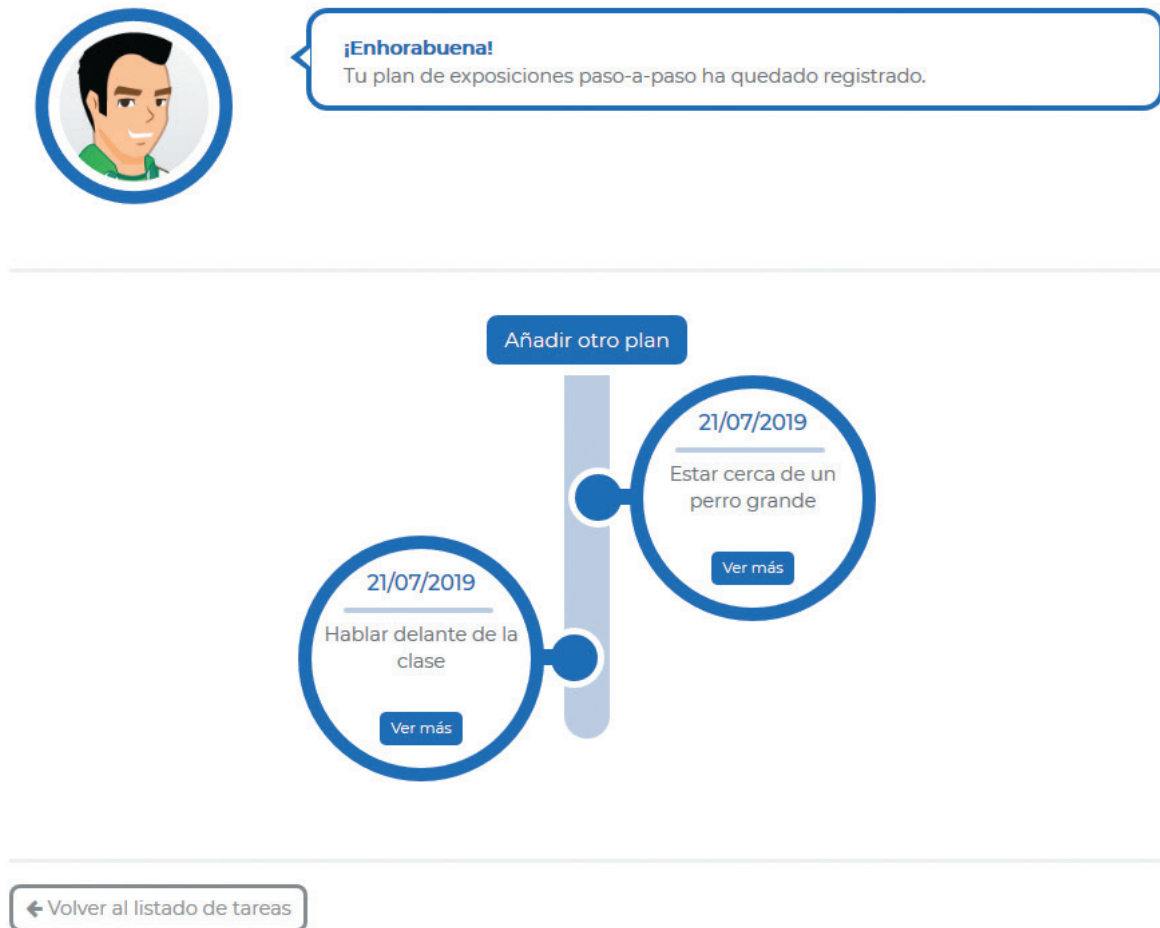 ¡Enhorabuena!
Tu plan de exposiciones paso-a-paso ha quedado registrado.
Añadir otro plan
21/07/2019
Estar cerca de un
perro grande
Ver más
21/07/2019
Hablar delante de la
clase
Ver más
Volver al listado de tareas